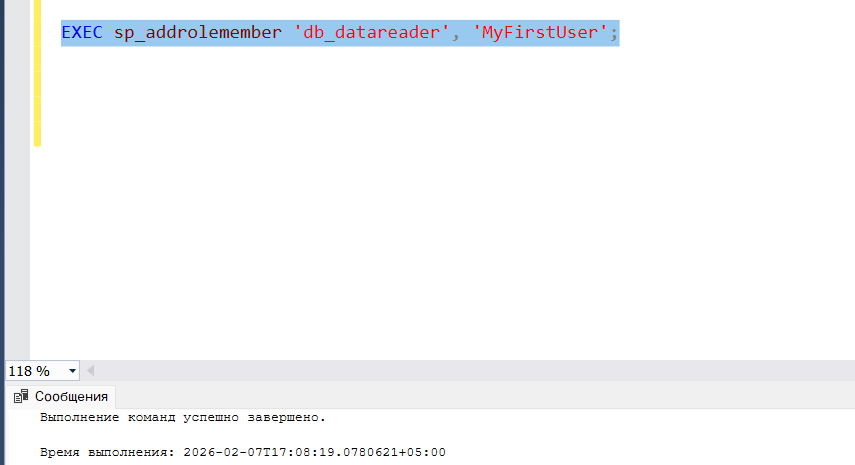 EXEC sp_addrolemember 'db_datareader', 'MyFirstUser';
118 %
Сообщения
Выполнение команд успешно завершено.
Время выполнения: 2026-02-07T17:08:19.0780621+05:00